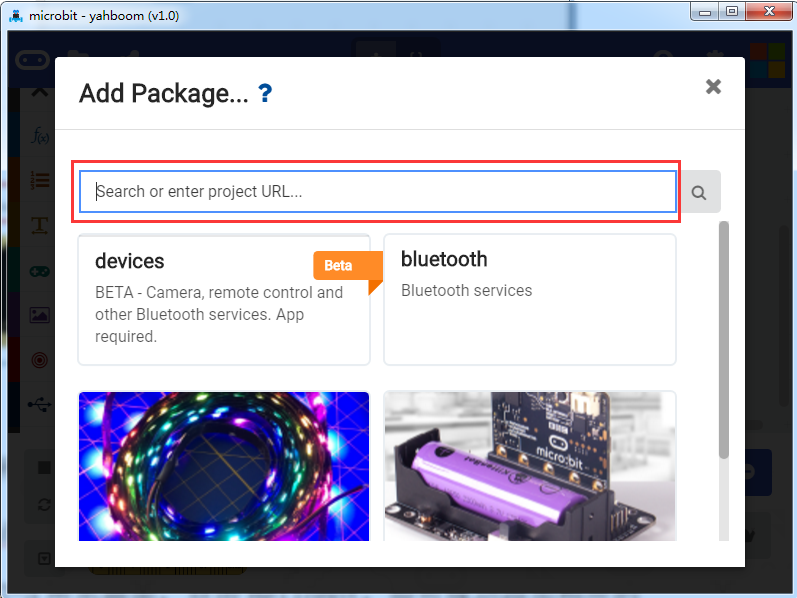 microbit - yahboom (v1.0)
Add Package... ?
Search or enter project URL...
devices
Beta
BETA - Camera, remote control and
other Bluetooth services. App
required.
bluetooth
Bluetooth services
BBC
micro:bit